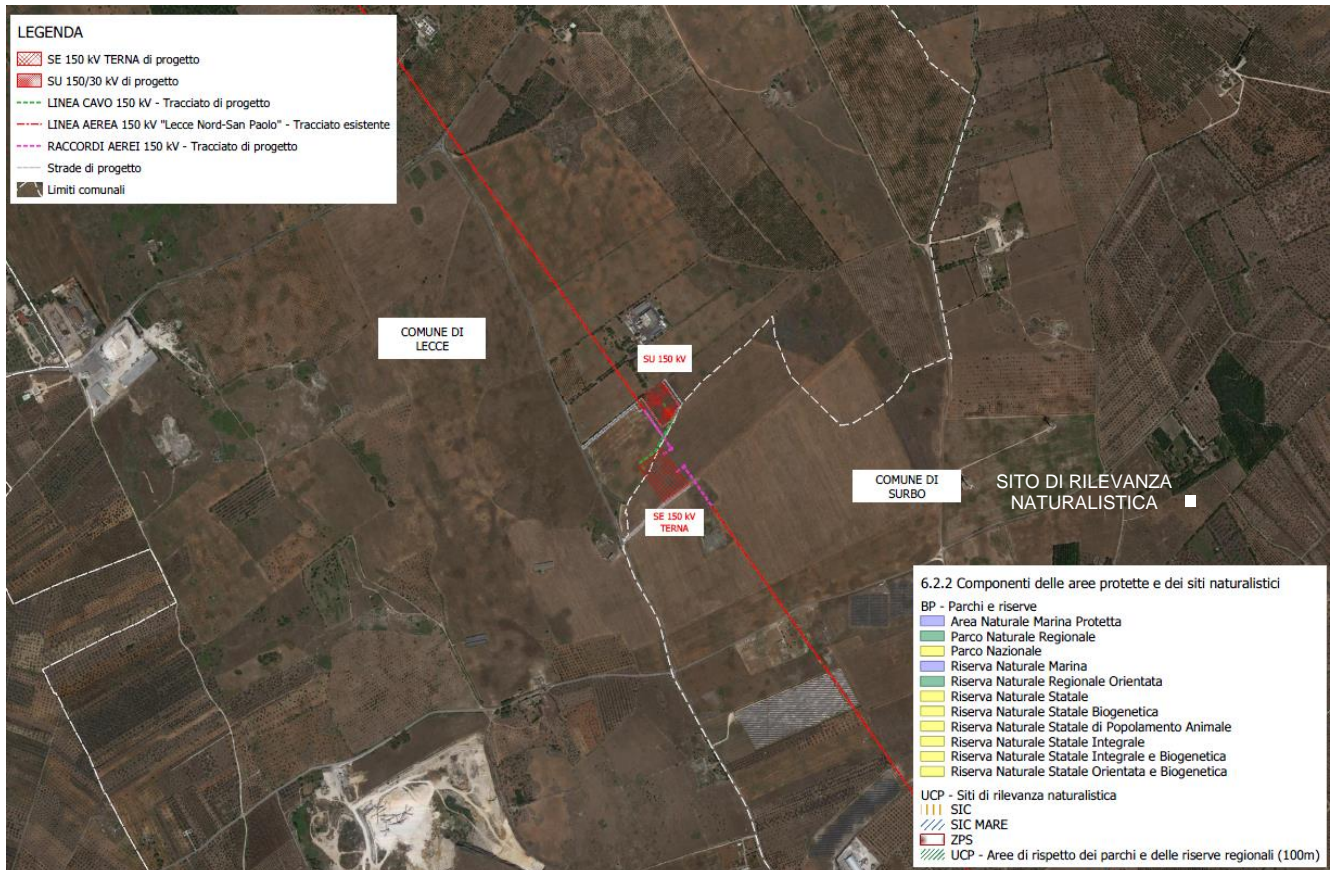 LEGENDA
SE 150 kV TERNA di progetto
SU 150/30 kV di progetto
LINEA CAVO 150 kV - Tracciato di progetto
LINEA AEREA 150 kV "Lecce Nord-San Paolo" - Tracciato esistente
RACCORDI AEREI 150 kV - Tracciato di progetto
Strade di progetto
Limiti comunali
COMUNE DI
LECCE
SU 150 kV
SE 150 kV
TERNA
COMUNE DI
SURBO
SITO DI RILEVANZA
NATURALISTICA
6.2.2 Componenti delle aree protette e dei siti naturalistici
BP - Parchi e riserve
Area Naturale Marina Protetta
Parco Naturale Regionale
Parco Nazionale
Riserva Naturale Marina
Riserva Naturale Regionale Orientata
Riserva Naturale Statale
Riserva Naturale Statale Biogenetica
Riserva Naturale Statale di Popolamento Animale
Riserva Naturale Statale Integrale
Riserva Naturale Statale Integrale e Biogenetica
Riserva Naturale Statale Orientata e Biogenetica
UCP - Siti di rilevanza naturalistica
SIC
SIC MARE
ZPS
UCP - Aree di rispetto dei parchi e delle riserve regionali (100m)